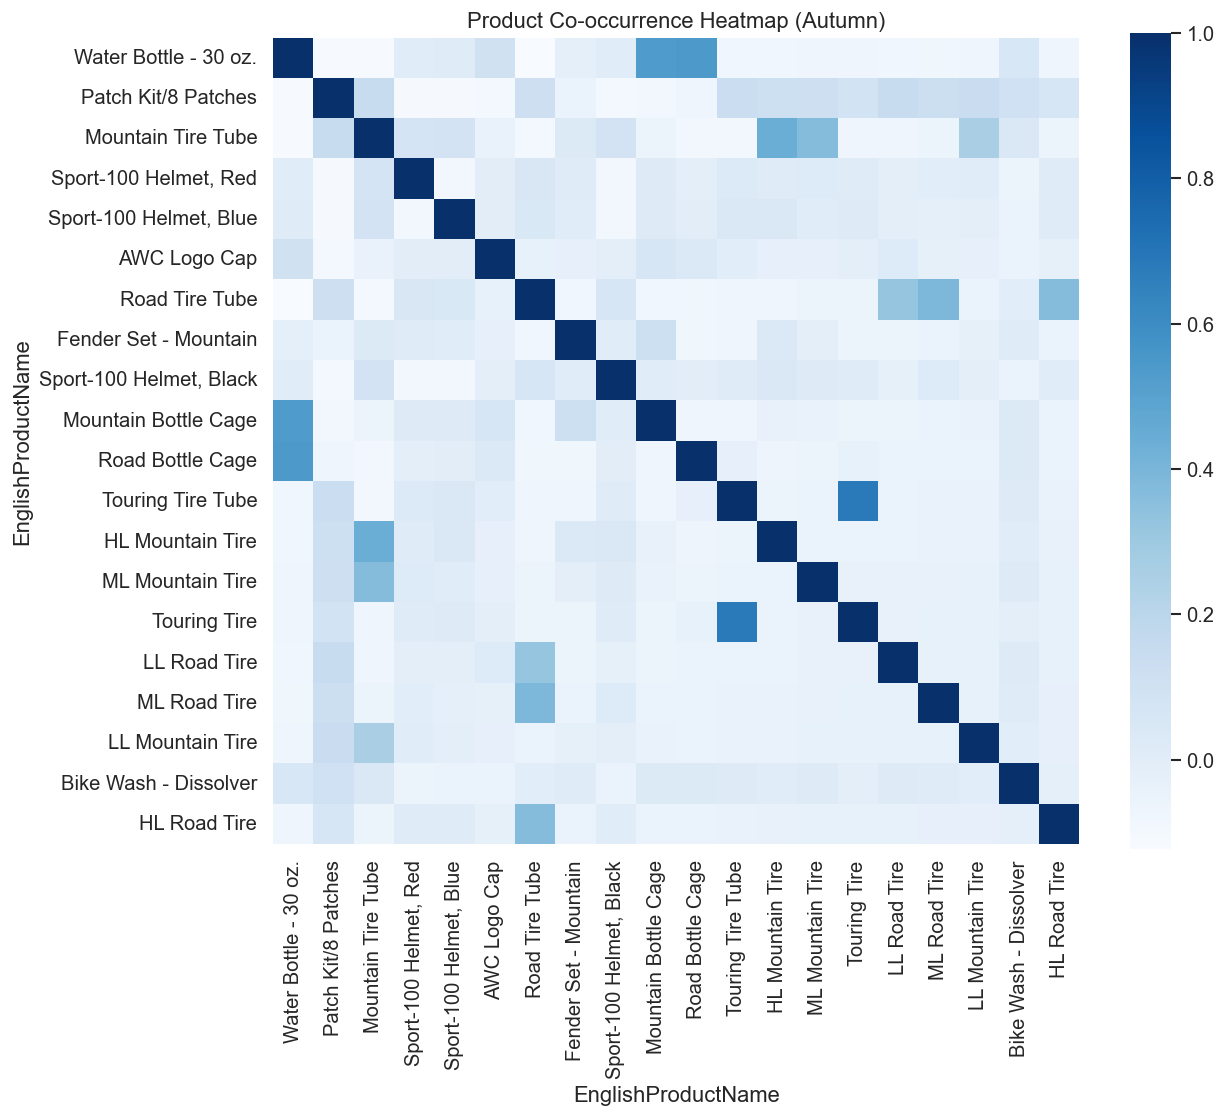 Product Co-occurrence Heatmap (Autumn)
EnglishProductName
Water Bottle - 30 oz.
Patch Kit/8 Patches
Mountain Tire Tube
Sport-100 Helmet, Red
Sport-100 Helmet, Blue
AWC Logo Cap
Road Tire Tube
Fender Set - Mountain
Sport-100 Helmet, Black
Mountain Bottle Cage
Road Bottle Cage
Touring Tire Tube
HL Mountain Tire
ML Mountain Tire
Touring Tire
LL Road Tire
ML Road Tire
LL Mountain Tire
Bike Wash - Dissolver
HL Road Tire
1.0
0.8
0.6
0.4
0.2
0.0
Water Bottle - 30 oz.
Patch Kit/8 Patches
Mountain Tire Tube
Sport-100 Helmet, Red
Sport-100 Helmet, Blue
AWC Logo Cap
Road Tire Tube
Fender Set - Mountain
Sport-100 Helmet, Black
Mountain Bottle Cage
Road Bottle Cage
Touring Tire Tube
HL Mountain Tire
ML Mountain Tire
Touring Tire
LL Road Tire
ML Road Tire
LL Mountain Tire
Bike Wash - Dissolver
HL Road Tire
EnglishProductName